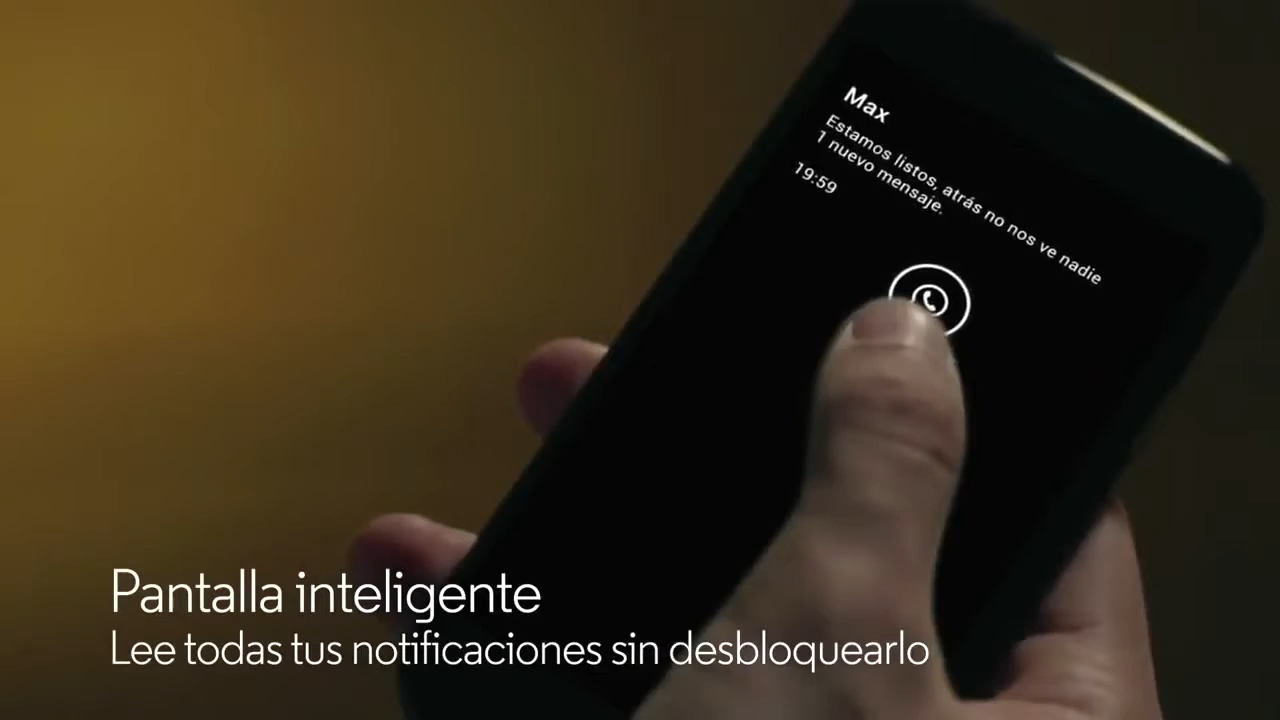 Max
Estamos listos, atrás no nos ve nadie
1 nuevo mensaje.
19:59
Pantalla inteligente
Lee todas tus notificaciones sin desbloquearlo